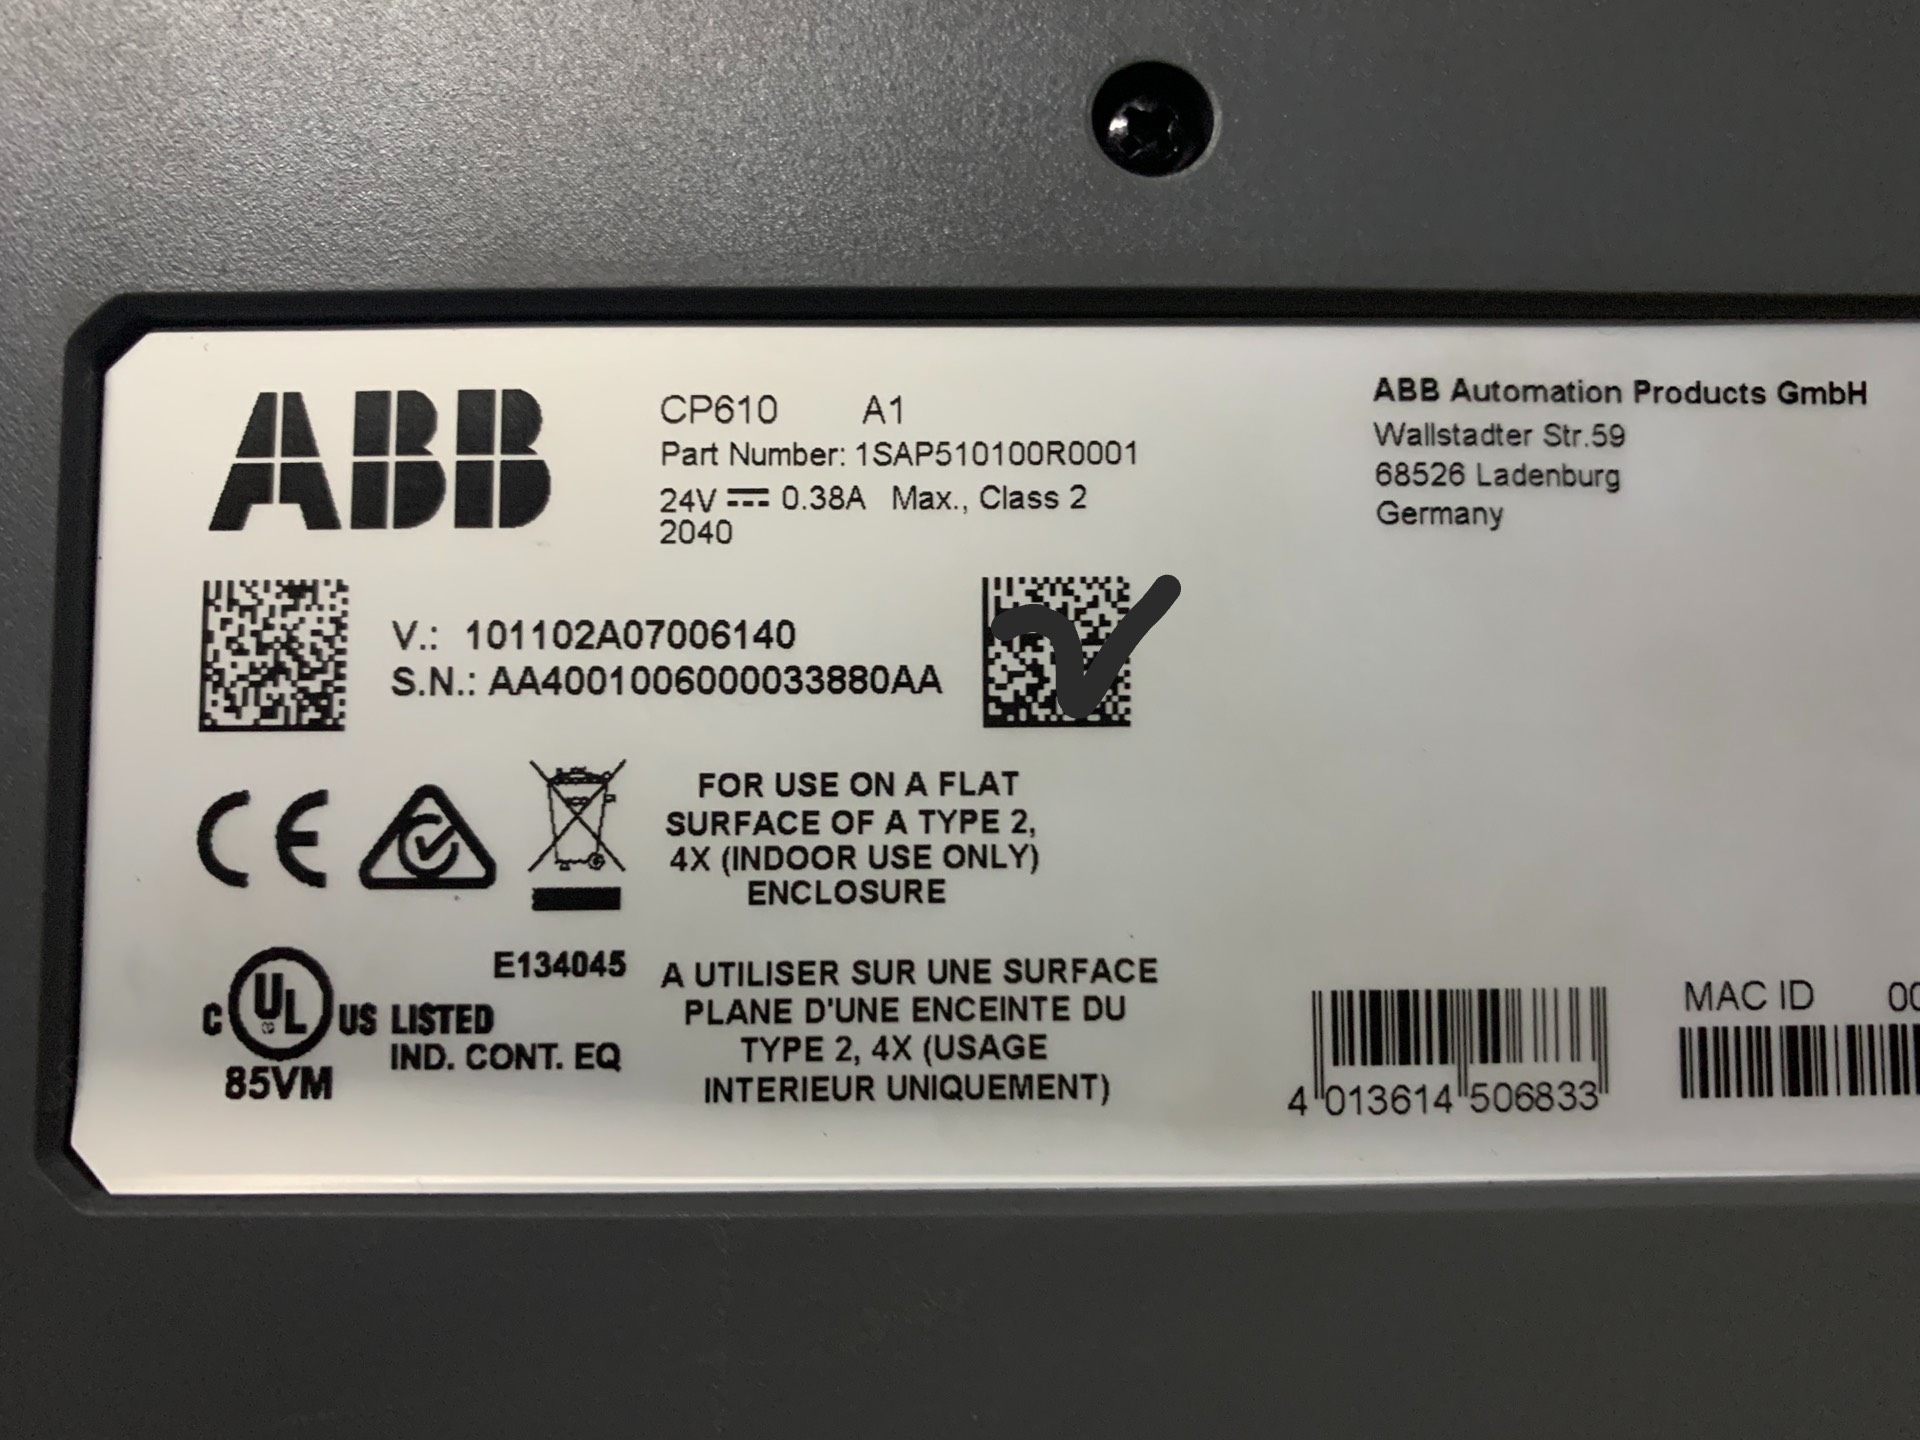 ABB
CP610 A1
Part Number: 1SAP510100R0001
24V 0.38A Max., Class 2
2040
ABB Automation Products GmbH
Wallstadter Str.59
68526 Ladenburg
Germany
V.: 101102A07006140
S.N.: AA4001006000033880AA
CE
FOR USE ON A FLAT
SURFACE OF A TYPE 2,
4X (INDOOR USE ONLY)
ENCLOSURE
E134045
C UL US LISTED
IND. CONT. EQ
85VM
A UTILISER SUR UNE SURFACE
PLANE D'UNE ENCEINTE DU
TYPE 2, 4X (USAGE
INTERIEUR UNIQUEMENT)
4 013614 506833
MAC ID 00